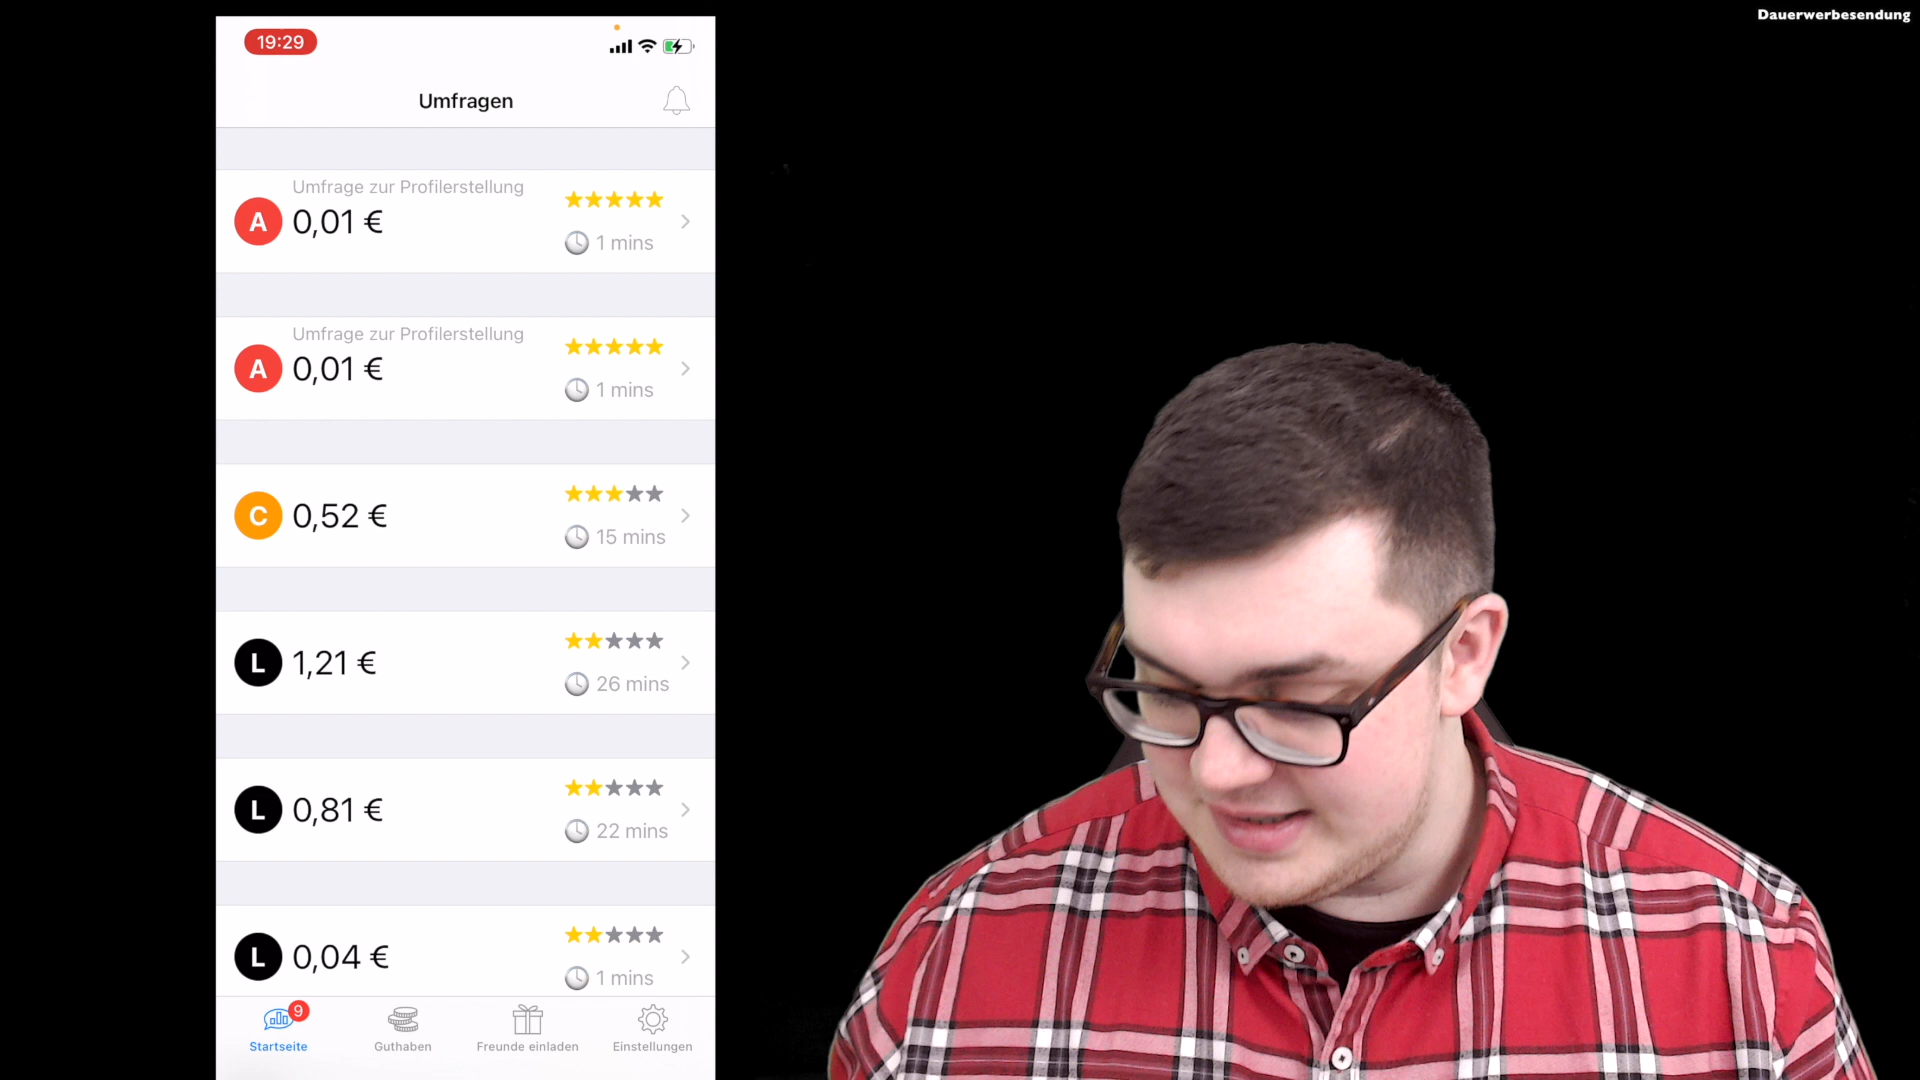 Dauerwerbesendung
19:29
Umfragen
Umfrage zur Profilerstellung
A 0,01 €
1 mins
Umfrage zur Profilerstellung
A 0,01 €
1 mins
C 0,52 €
15 mins
L 1,21 €
26 mins
L 0,81 €
22 mins
L 0,04 €
1 mins
9
Startseite Guthaben Freunde einladen Einstellungen